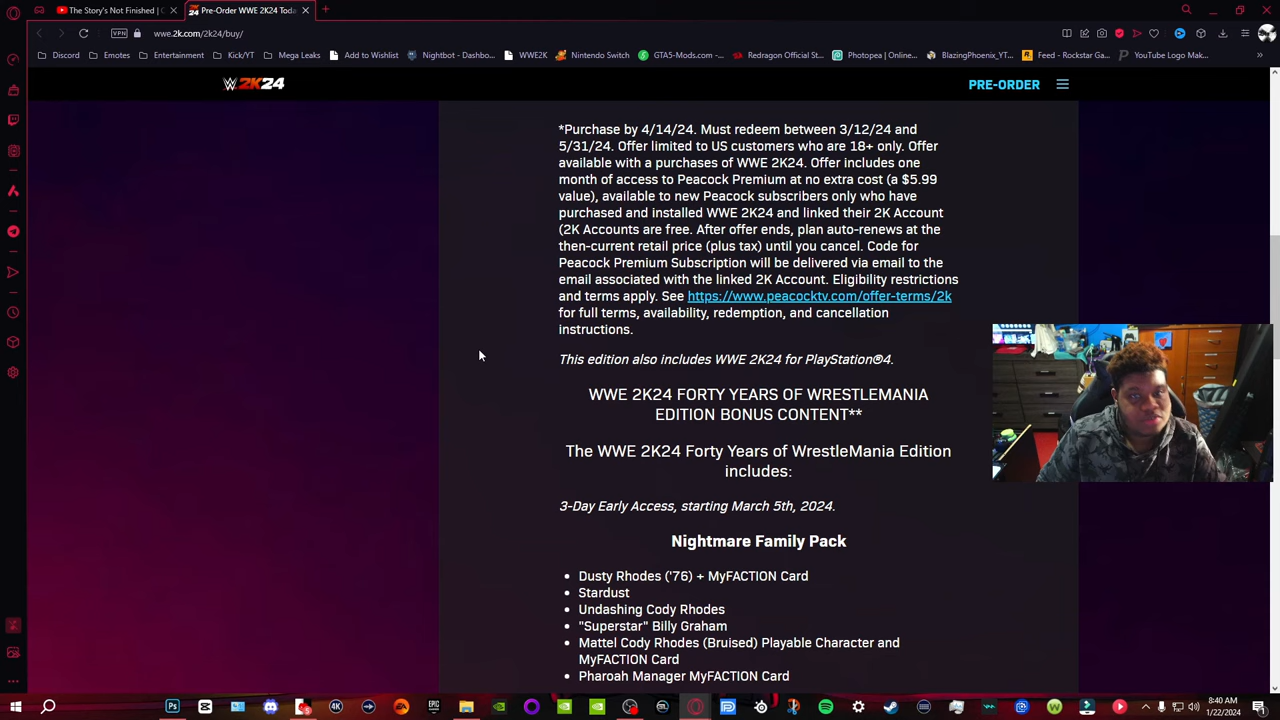 The Story's Not Finished | C
Pre-Order WWE 2K24 Toda
VPN
www.2k.com/2k24/buy/
Discord
Emotes
Entertainment
Kick/YT
Mega Leaks
Add to Wishlist
Nightbot - Dashbo...
WWE2K
Nintendo Switch
GTA5-Mods.com -...
Redragon Official St...
Photopea | Online...
BlazingPhoenix_YT...
Feed - Rockstar Ga...
YouTube Logo Mak...
W 2K24
PRE-ORDER
*Purchase by 4/14/24. Must redeem between 3/12/24 and
5/31/24. Offer limited to US customers who are 18+ only. Offer
available with a purchases of WWE 2K24. Offer includes one
month of access to Peacock Premium at no extra cost (a $5.99
value), available to new Peacock subscribers only who have
purchased and installed WWE 2K24 and linked their 2K Account
(2K Accounts are free. After offer ends, plan auto-renews at the
then-current retail price (plus tax) until you cancel. Code for
Peacock Premium Subscription will be delivered via email to the
email associated with the linked 2K Account. Eligibility restrictions
and terms apply. See https://www.peacocktv.com/offer-terms/2k
for full terms, availability, redemption, and cancellation
instructions.
This edition also includes WWE 2K24 for PlayStation®4.
WWE 2K24 FORTY YEARS OF WRESTLEMANIA
EDITION BONUS CONTENT**
The WWE 2K24 Forty Years of WrestleMania Edition
includes:
3-Day Early Access, starting March 5th, 2024.
Nightmare Family Pack
• Dusty Rhodes ('76) + MyFACTION Card
• Stardust
• Undashing Cody Rhodes
• "Superstar" Billy Graham
• Mattel Cody Rhodes (Bruised) Playable Character and
MyFACTION Card
• Pharoah Manager MyFACTION Card
8:40 AM
1/22/2024